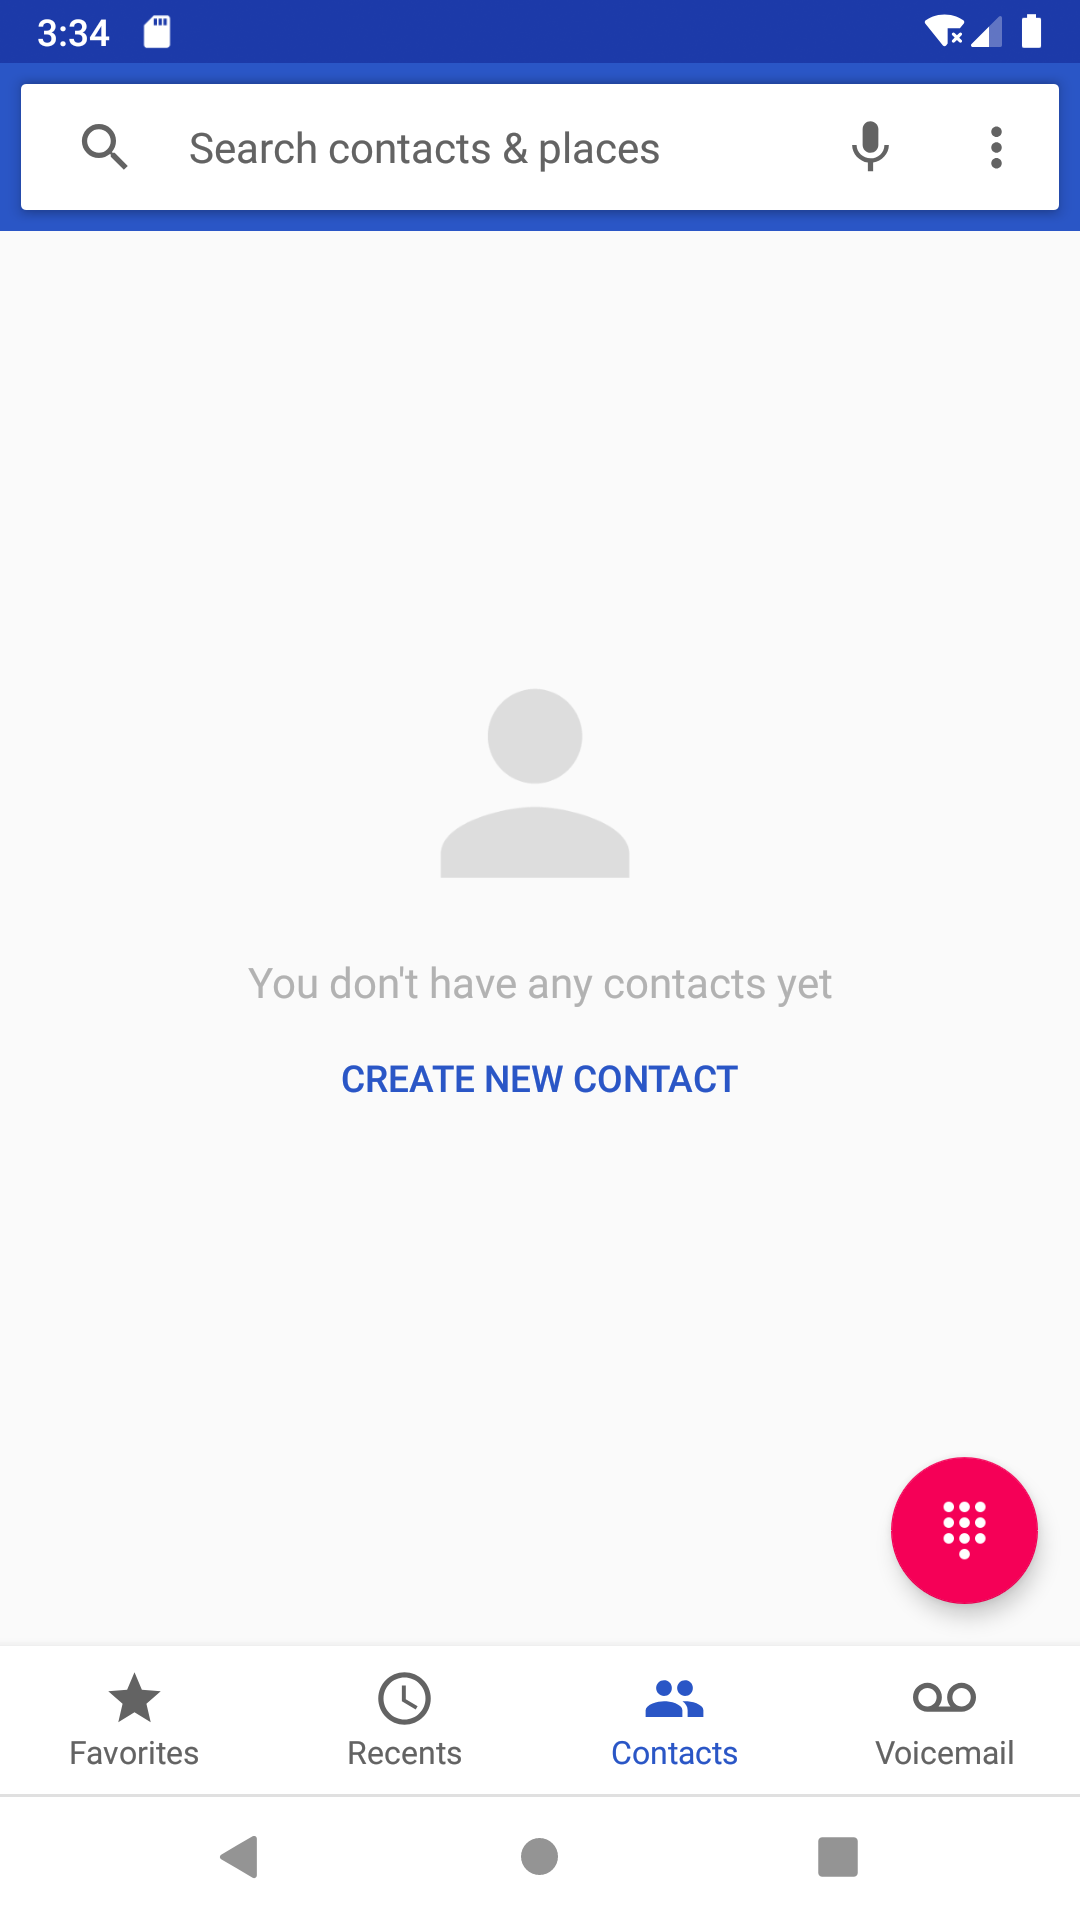 3:34
Search contacts & places
You don't have any contacts yet
CREATE NEW CONTACT
Favorites
Recents
Contacts
Voicemail